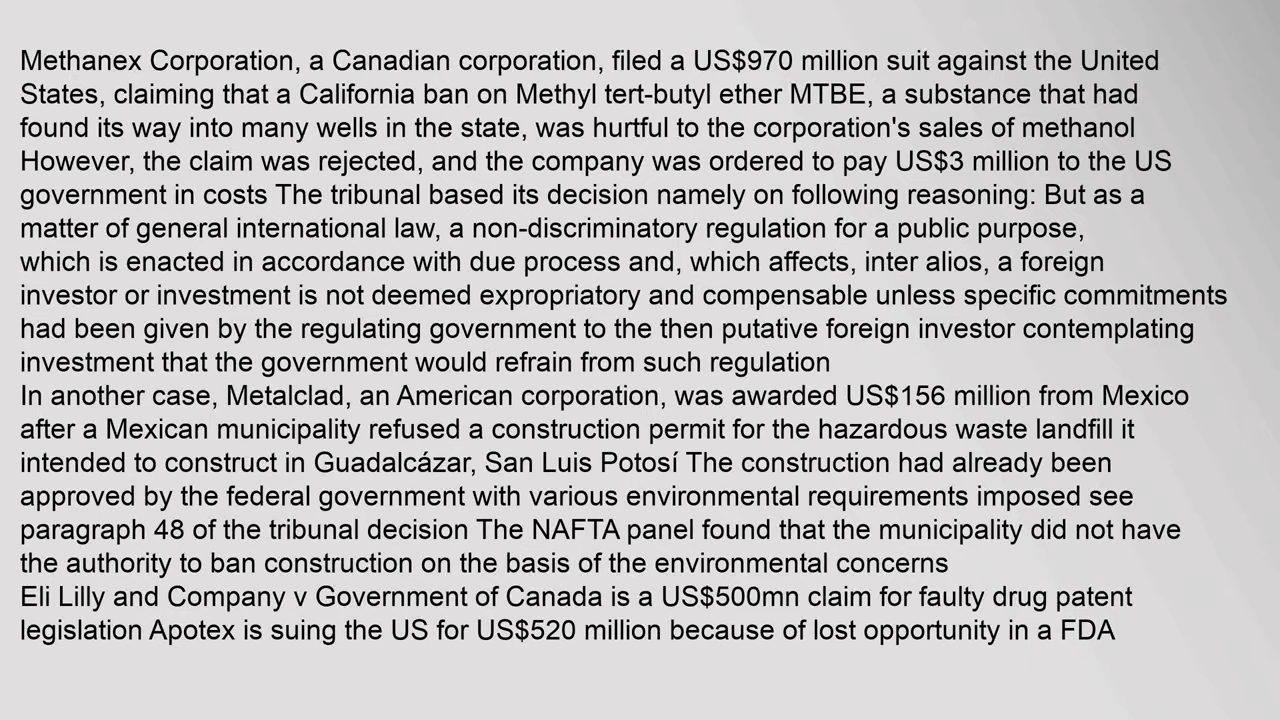 Methanex Corporation, a Canadian corporation, filed a US$970 million suit against the United
States, claiming that a California ban on Methyl tert-butyl ether MTBE, a substance that had
found its way into many wells in the state, was hurtful to the corporation's sales of methanol
However, the claim was rejected, and the company was ordered to pay US$3 million to the US
government in costs The tribunal based its decision namely on following reasoning: But as a
matter of general international law, a non-discriminatory regulation for a public purpose,
which is enacted in accordance with due process and, which affects, inter alios, a foreign
investor or investment is not deemed expropriatory and compensable unless specific commitments
had been given by the regulating government to the then putative foreign investor contemplating
investment that the government would refrain from such regulation
In another case, Metalclad, an American corporation, was awarded US$156 million from Mexico
after a Mexican municipality refused a construction permit for the hazardous waste landfill it
intended to construct in Guadalcázar, San Luis Potosí The construction had already been
approved by the federal government with various environmental requirements imposed see
paragraph 48 of the tribunal decision The NAFTA panel found that the municipality did not have
the authority to ban construction on the basis of the environmental concerns
Eli Lilly and Company v Government of Canada is a US$500mn claim for faulty drug patent
legislation Apotex is suing the US for US$520 million because of lost opportunity in a FDA